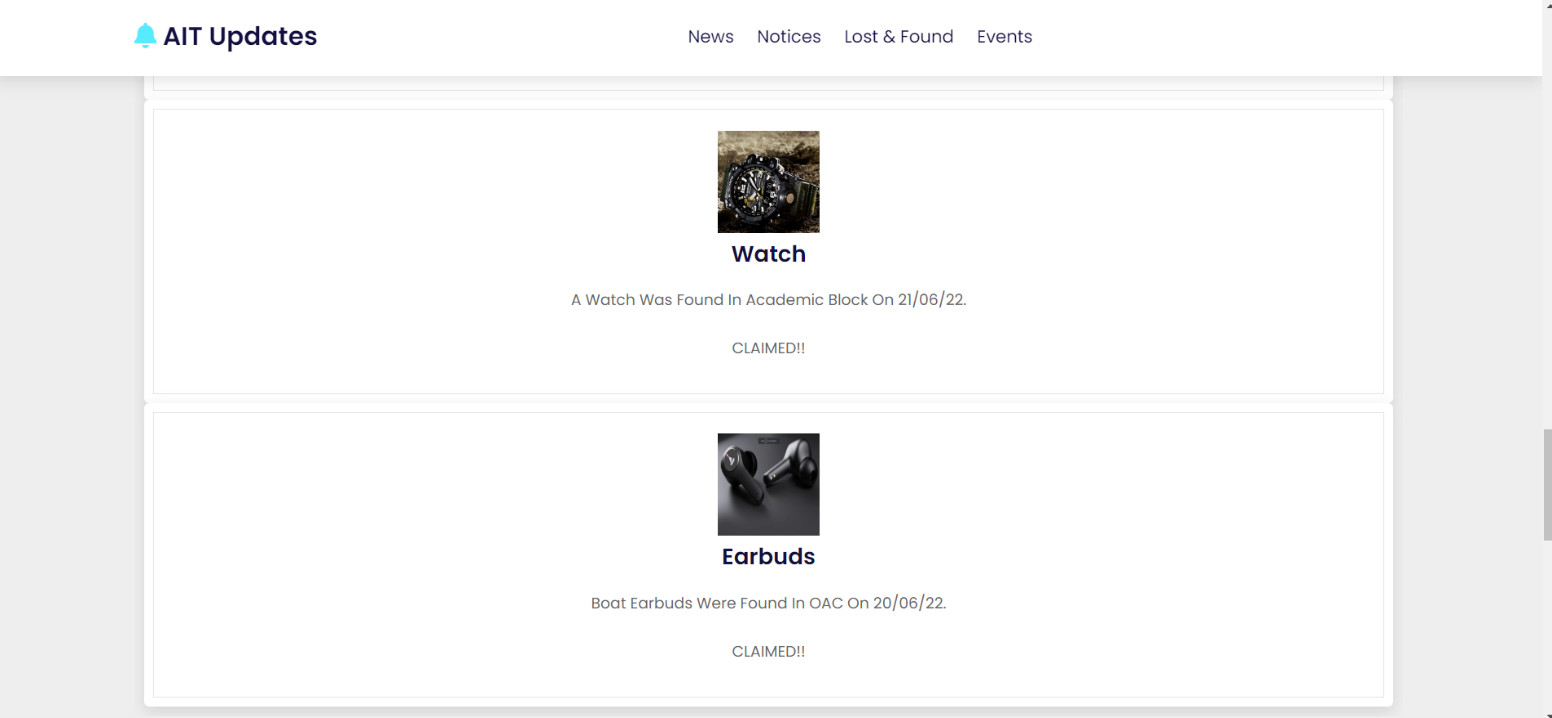 AIT Updates
News Notices Lost & Found Events
Watch
A Watch Was Found In Academic Block On 21/06/22.
CLAIMED!!
Earbuds
Boat Earbuds Were Found In OAC On 20/06/22.
CLAIMED!!